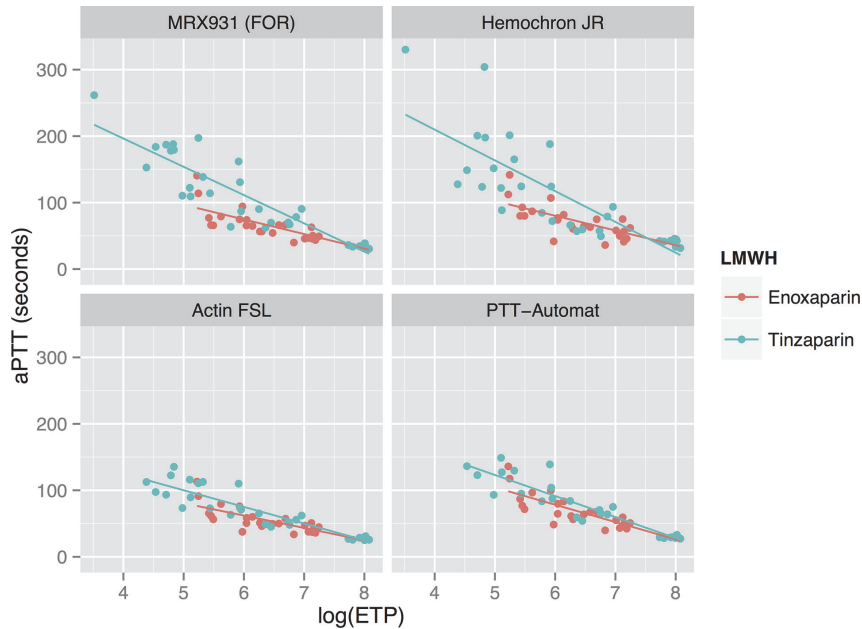 MRX931 (FOR)
Hemochron JR
300
200
100
0
Actin FSL
PTT−Automat
300
200
100
0
4 5 6 7 8
4 5 6 7 8
aPTT (seconds)
log(ETP)
LMWH
Enoxaparin
Tinzaparin